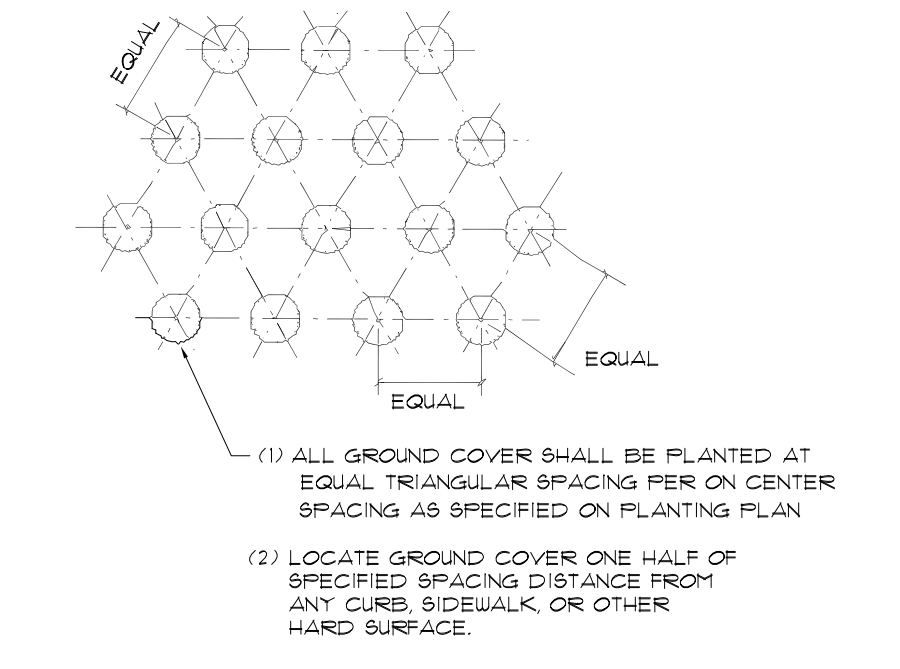 EQUAL
EQUAL
EQUAL
(1) ALL GROUND COVER SHALL BE PLANTED AT
EQUAL TRIANGULAR SPACING PER ON CENTER
SPACING AS SPECIFIED ON PLANTING PLAN
(2) LOCATE GROUND COVER ONE HALF OF
SPECIFIED SPACING DISTANCE FROM
ANY CURB, SIDEWALK, OR OTHER
HARD SURFACE.